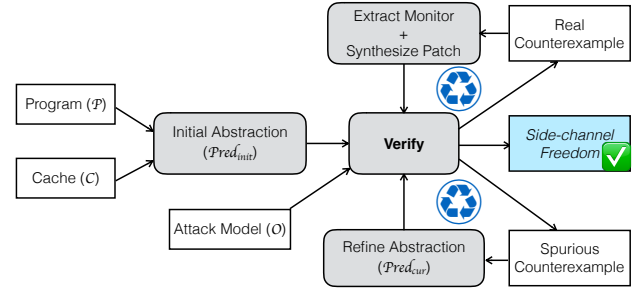 Extract Monitor
+
Synthesize Patch
Real
Counterexample
Program (𝒫)
Initial Abstraction
(𝒫red_init)
Verify
Side-channel
Freedom
Cache (𝒞)
Attack Model (𝒪)
Refine Abstraction
(𝒫red_cur)
Spurious
Counterexample